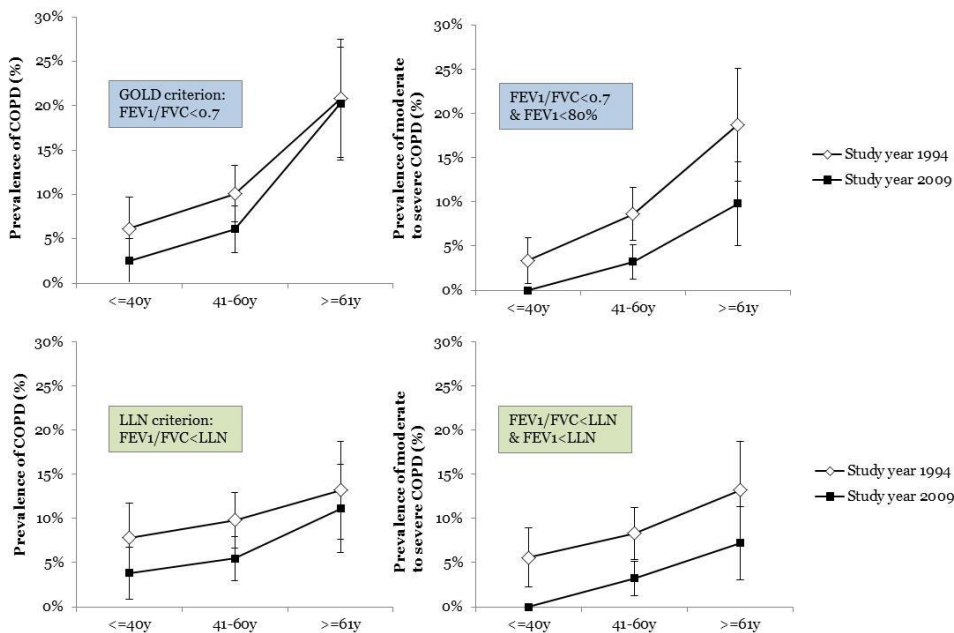 Prevalence of COPD (%)
30%
25%
20%
15%
10%
5%
0%
GOLD criterion:
FEV1/FVC<0.7
<=40y
41-60y
>=61y
Prevalence of moderate
to severe COPD (%)
30%
25%
20%
15%
10%
5%
0%
FEV1/FVC<0.7
& FEV1<80%
<=40y
41-60y
>=61y
Study year 1994
Study year 2009
Prevalence of COPD (%)
30%
25%
20%
15%
10%
5%
0%
LLN criterion:
FEV1/FVC<LLN
<=40y
41-60y
>=61y
Prevalence of moderate
to severe COPD (%)
30%
25%
20%
15%
10%
5%
0%
FEV1/FVC<LLN
& FEV1<LLN
<=40y
41-60y
>=61y
Study year 1994
Study year 2009